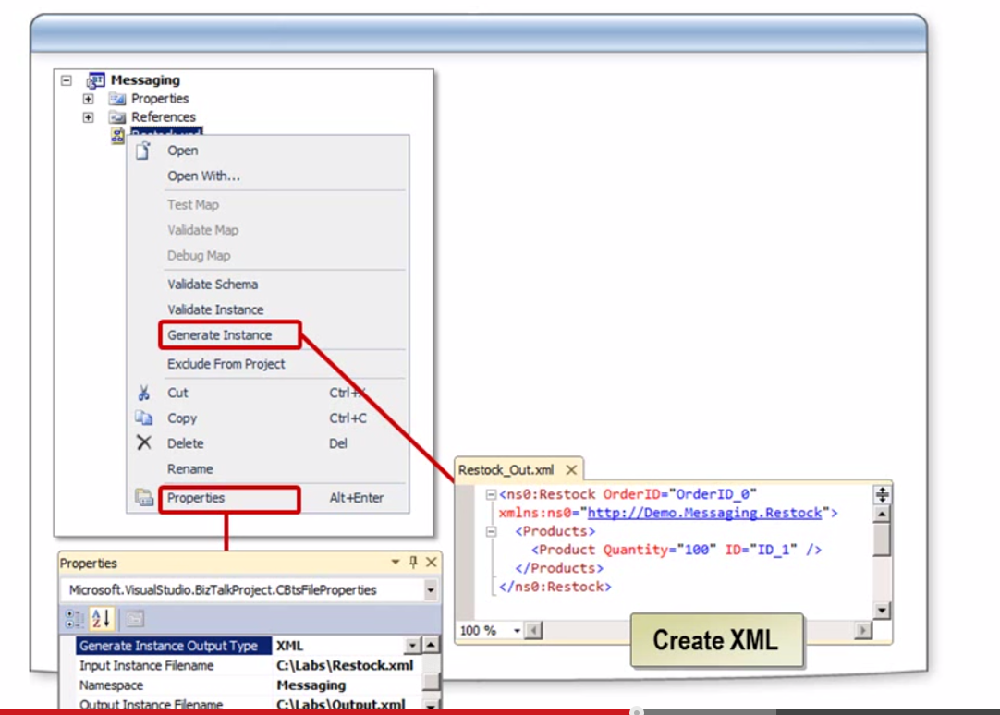 Messaging
Properties
References
Restock.xsd
Open
Open With...
Test Map
Validate Map
Debug Map
Validate Schema
Validate Instance
Generate Instance
Exclude From Project
Cut Ctrl+X
Copy Ctrl+C
Delete Del
Rename
Properties Alt+Enter
Restock_Out.xml
<ns0:Restock OrderID="OrderID_0"
xmlns:ns0="http://Demo.Messaging.Restock">
<Products>
<Product Quantity="100" ID="ID_1" />
</Products>
</ns0:Restock>
100 %
Create XML
Properties
Microsoft.VisualStudio.BizTalkProject.CBtsFileProperties
Generate Instance Output Type XML
Input Instance Filename C:\Labs\Restock.xml
Namespace Messaging
Output Instance Filename C:\Labs\Output.xml